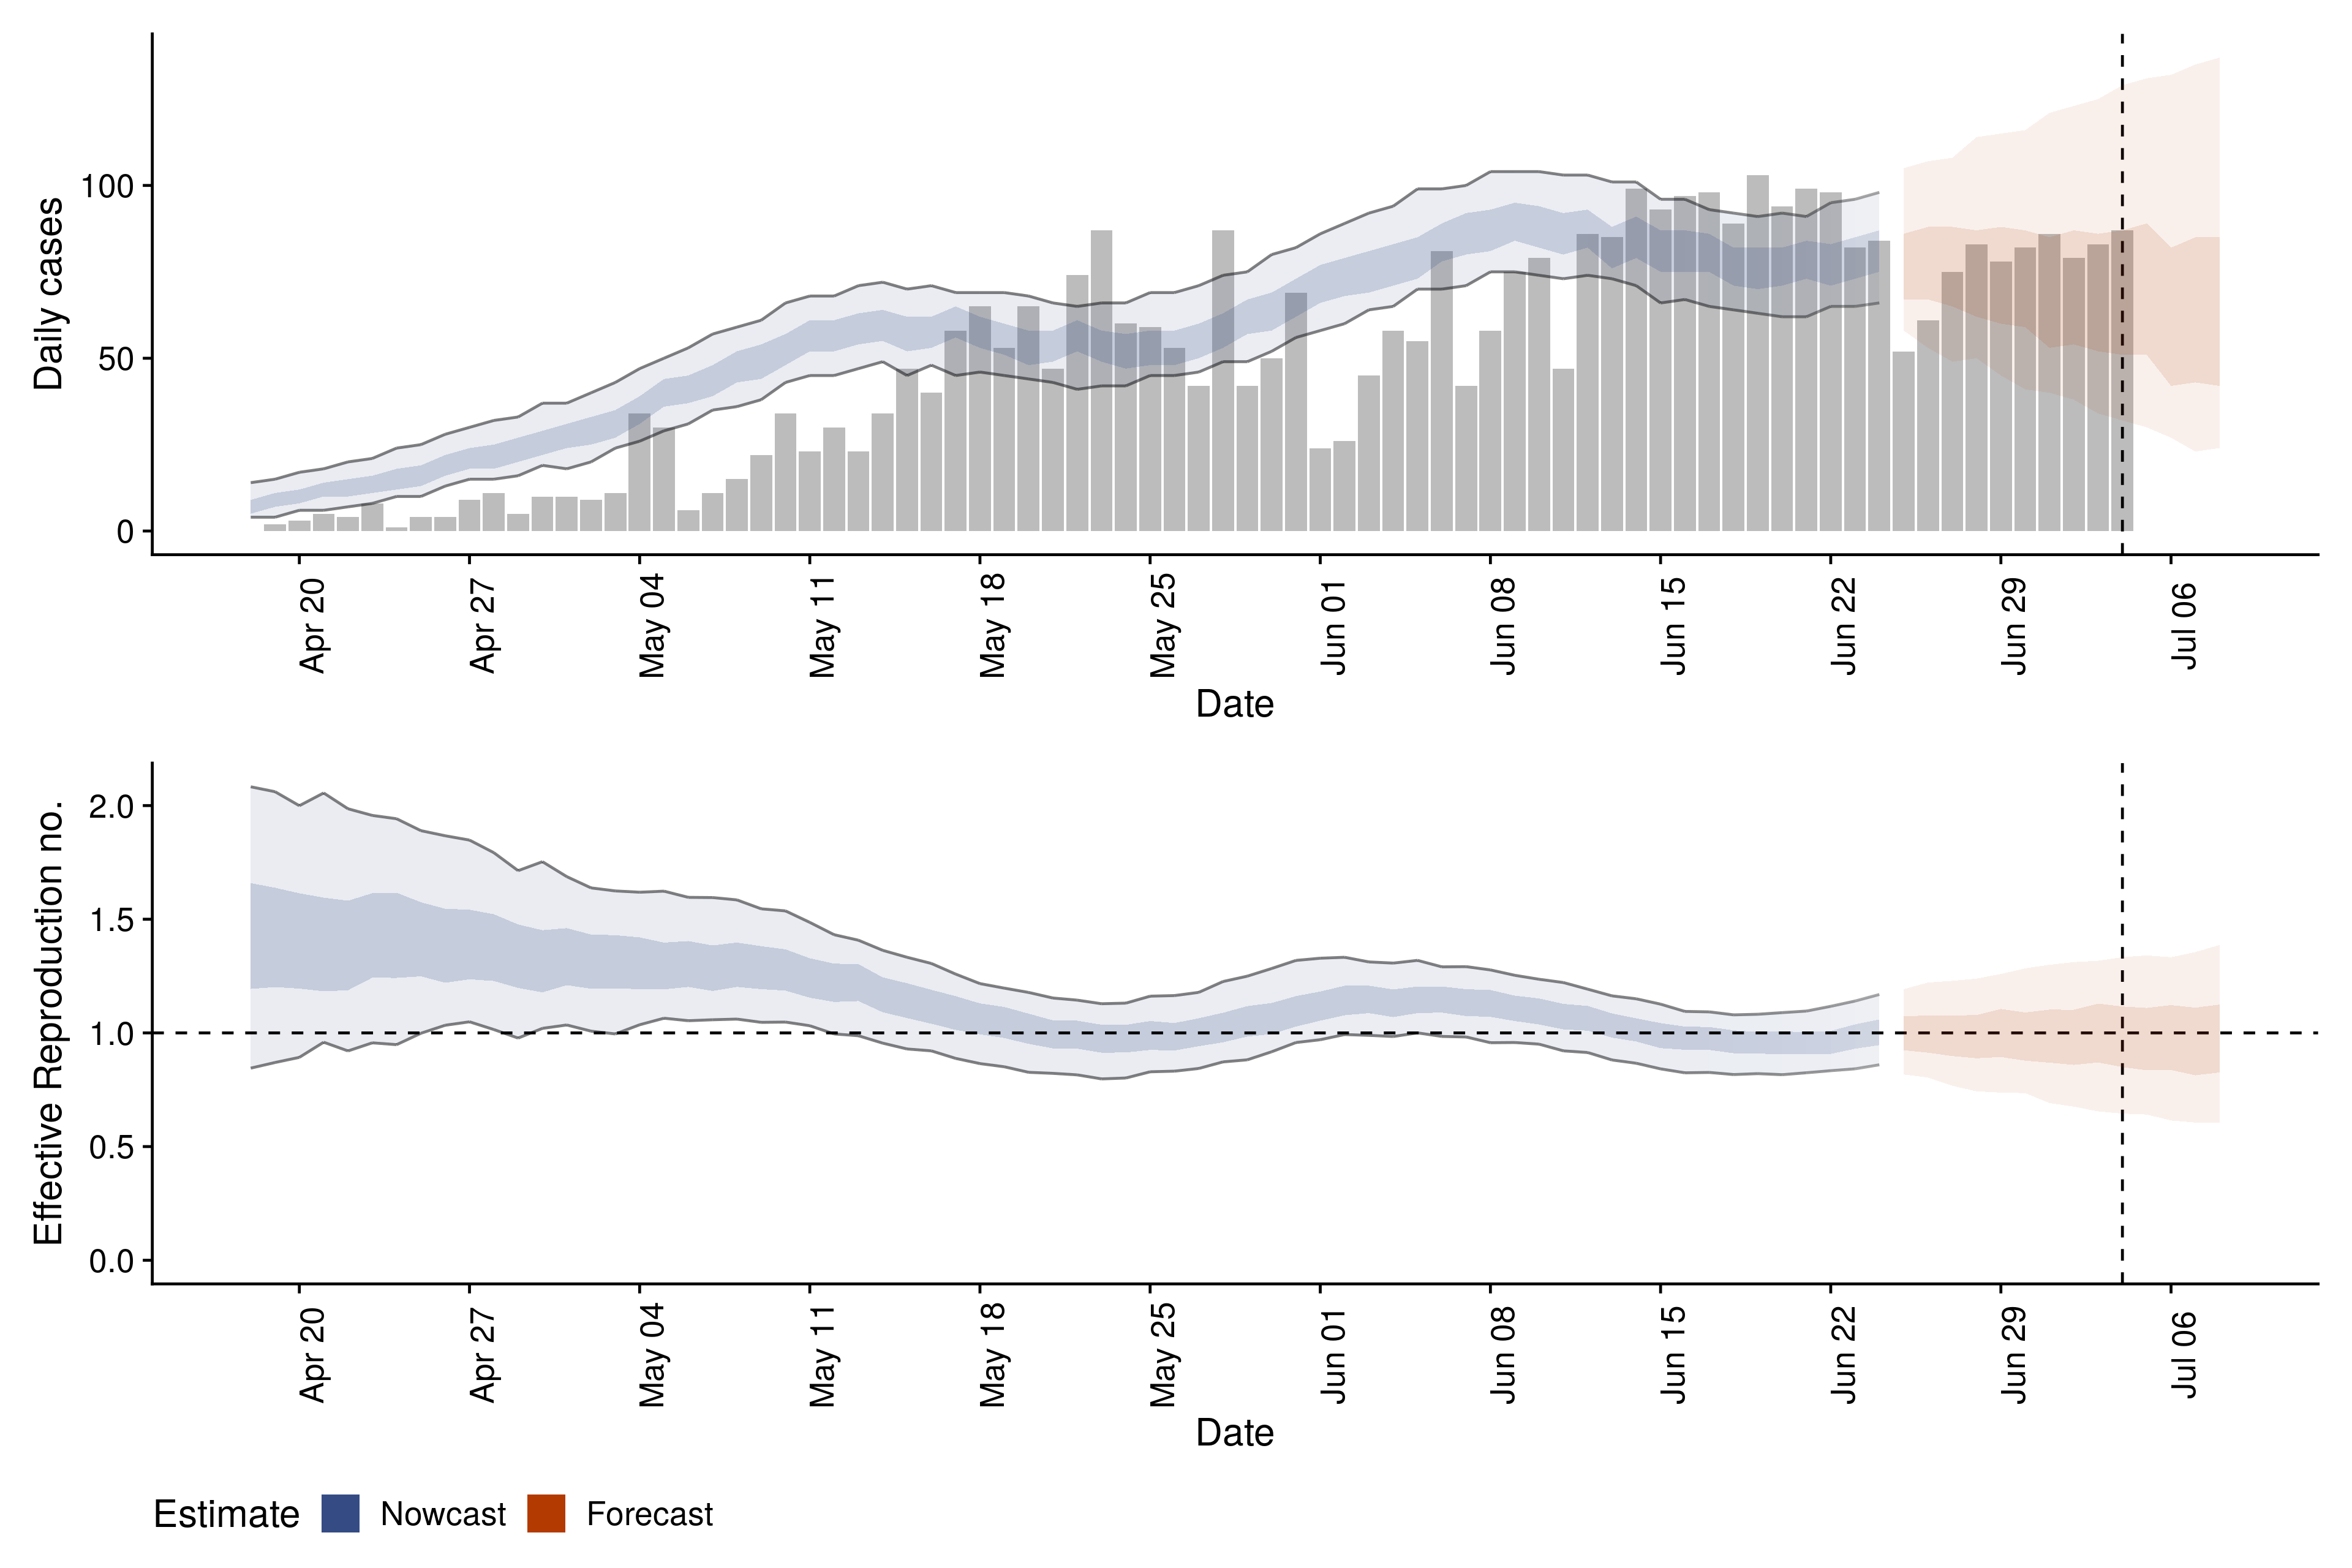 Daily cases
100
50
0
Apr 20
Apr 27
May 04
May 11
May 18
May 25
Jun 01
Jun 08
Jun 15
Jun 22
Jun 29
Jul 06
Date
Effective Reproduction no.
2.0
1.5
1.0
0.5
0.0
Apr 20
Apr 27
May 04
May 11
May 18
May 25
Jun 01
Jun 08
Jun 15
Jun 22
Jun 29
Jul 06
Date
Estimate Nowcast Forecast